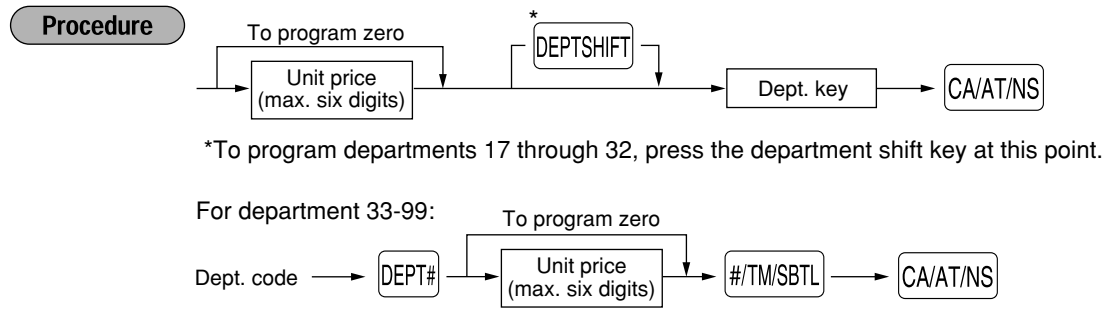 Procedure
To program zero
*
DEPTSHIFT
Unit price
(max. six digits)
Dept. key
CA/AT/NS
*To program departments 17 through 32, press the department shift key at this point.
For department 33-99:
To program zero
Dept. code
DEPT#
Unit price
(max. six digits)
#/TM/SBTL
CA/AT/NS